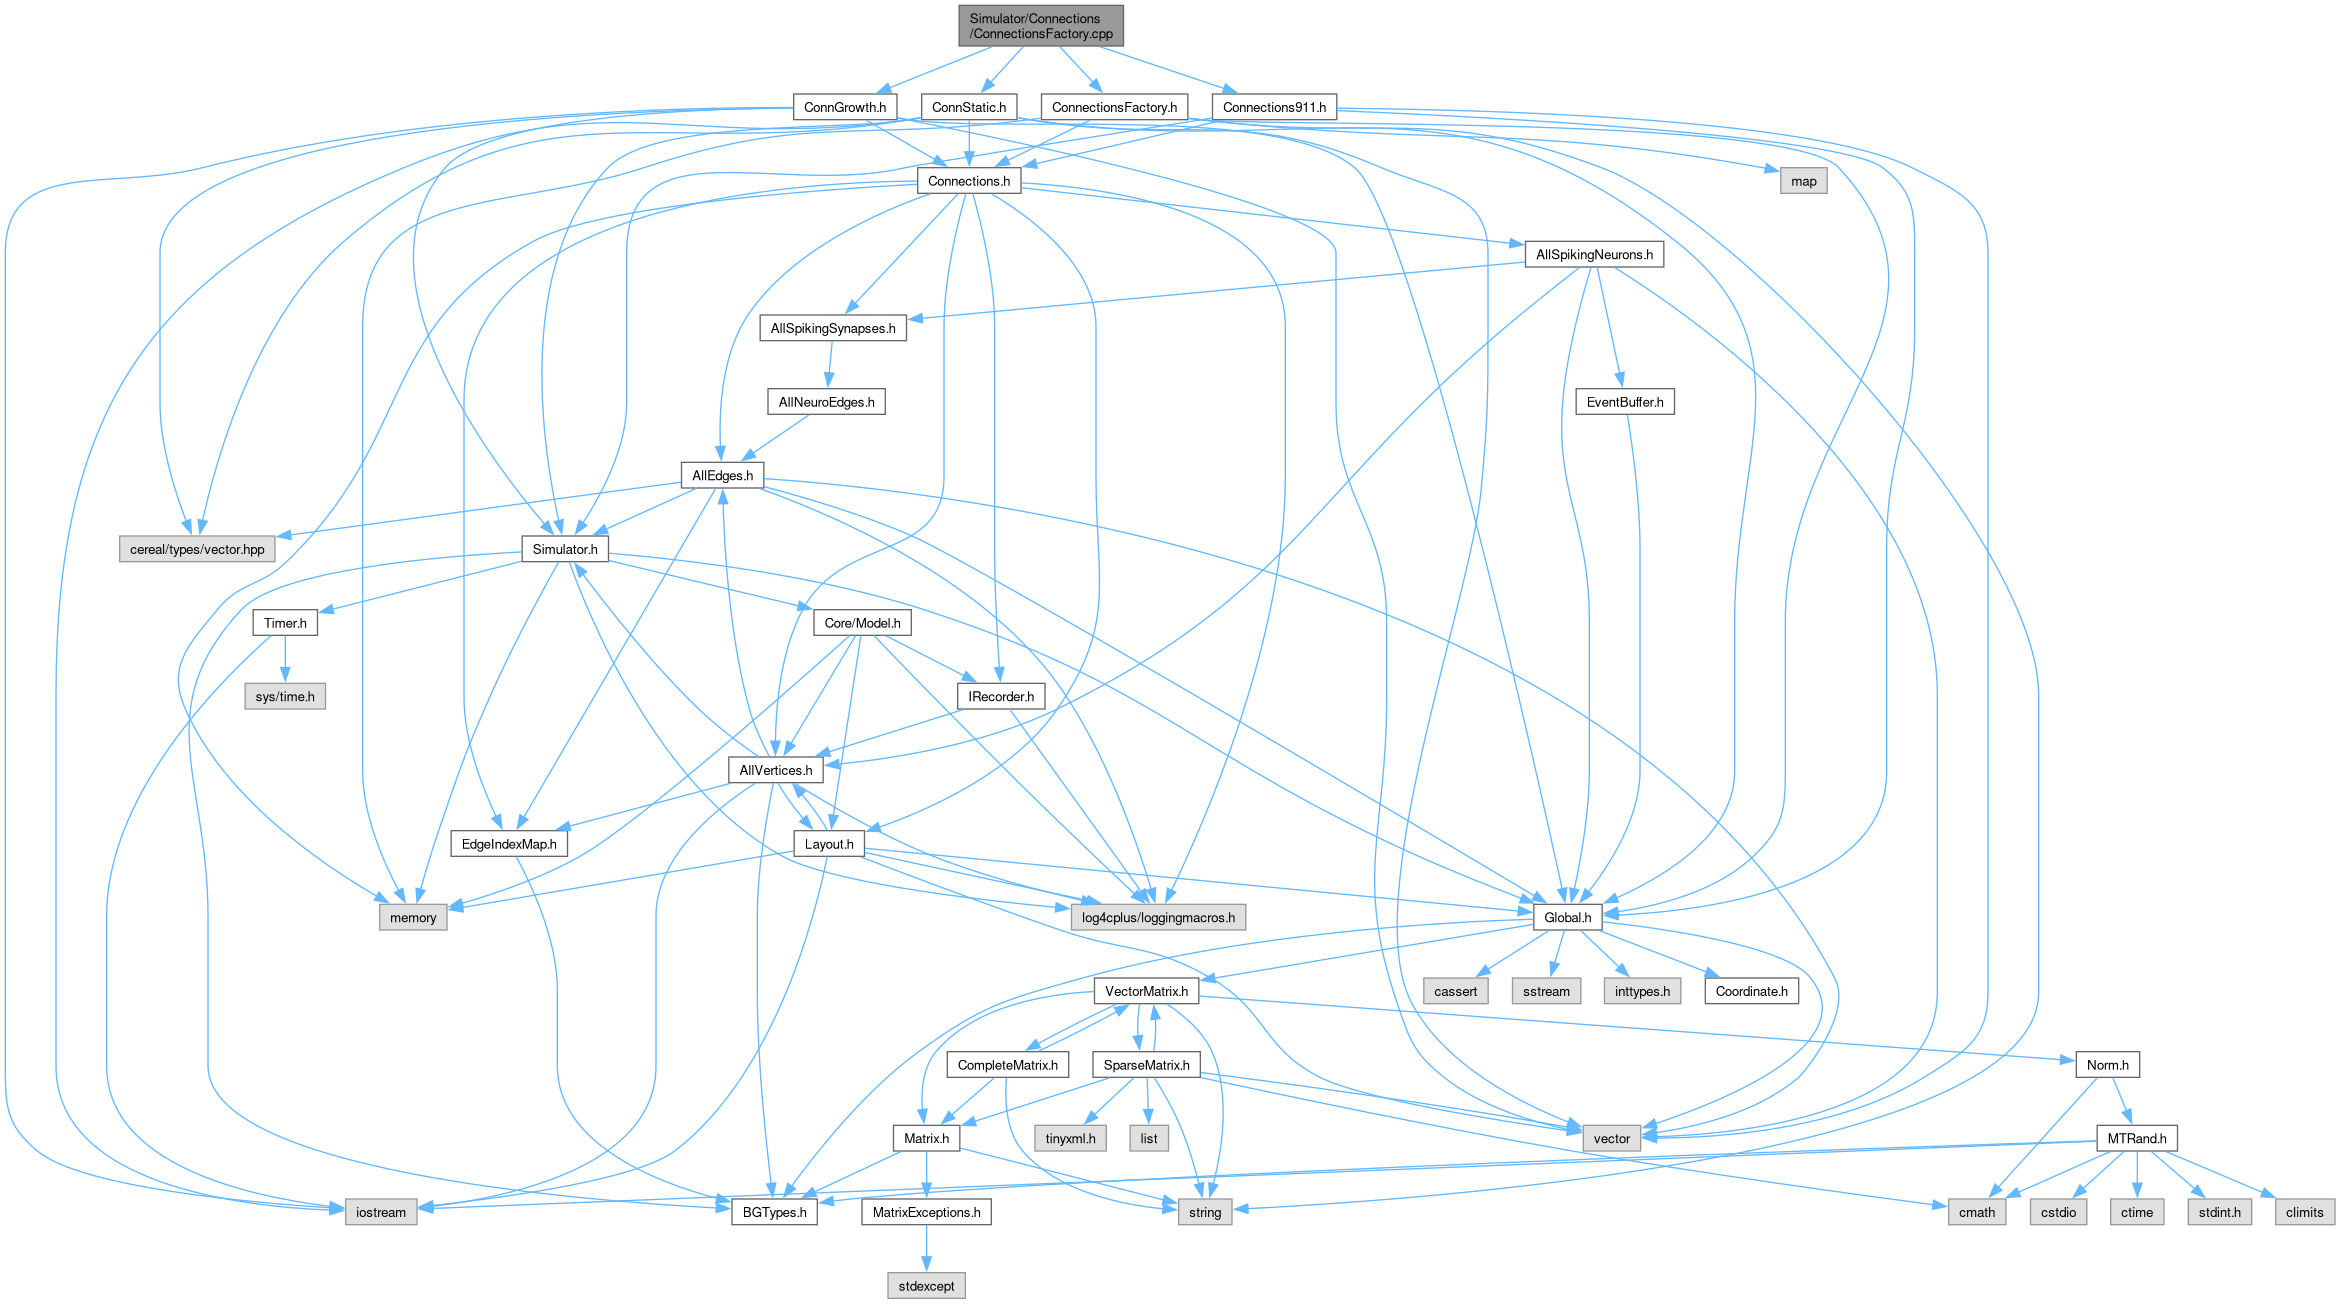 Simulator/Connections
/ConnectionsFactory.cpp
ConnGrowth.h
ConnStatic.h
ConnectionsFactory.h
Connections911.h
Connections.h
map
AllSpikingNeurons.h
AllSpikingSynapses.h
AllNeuroEdges.h
EventBuffer.h
AllEdges.h
cereal/types/vector.hpp
Simulator.h
Timer.h
Core/Model.h
sys/time.h
IRecorder.h
AllVertices.h
EdgeIndexMap.h
Layout.h
memory
log4cplus/loggingmacros.h
Global.h
VectorMatrix.h
cassert
sstream
inttypes.h
Coordinate.h
CompleteMatrix.h
SparseMatrix.h
Norm.h
Matrix.h
tinyxml.h
list
vector
MTRand.h
iostream
BGTypes.h
MatrixExceptions.h
string
cmath
cstdio
ctime
stdint.h
climits
stdexcept